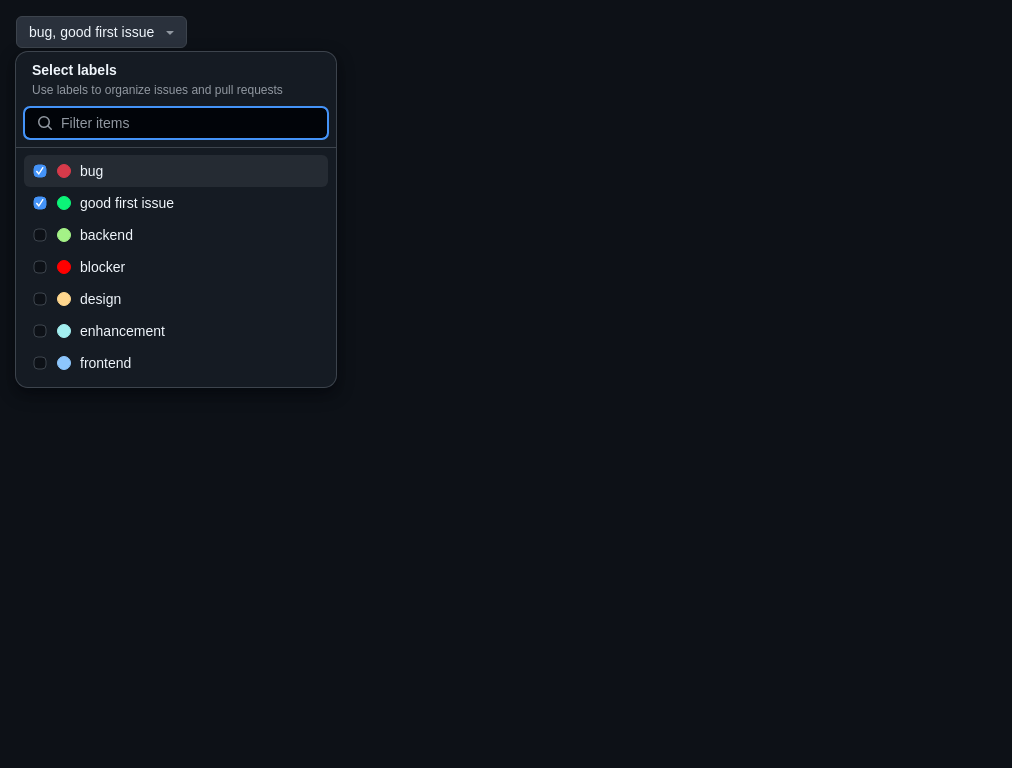 bug, good first issue
Select labels
Use labels to organize issues and pull requests
Filter items
bug
good first issue
backend
blocker
design
enhancement
frontend